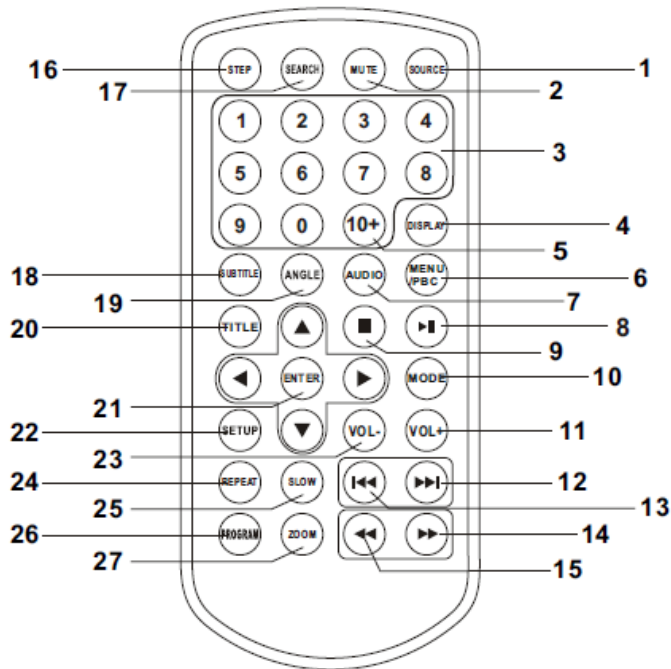 16 STEP SEARCH MUTE SOURCE 1
17 2
1 2 3 4
3
5 6 7 8
9 0 10+ DISPLAY 4
5
18 SUBTITLE ANGLE AUDIO MENU /PBC 6
19 7
20 TITLE 8
9
ENTER MODE 10
21
22 SETUP VOL- VOL+ 11
23
24 REPEAT SLOW 12
25 13
26 PROGRAM ZOOM 14
27 15